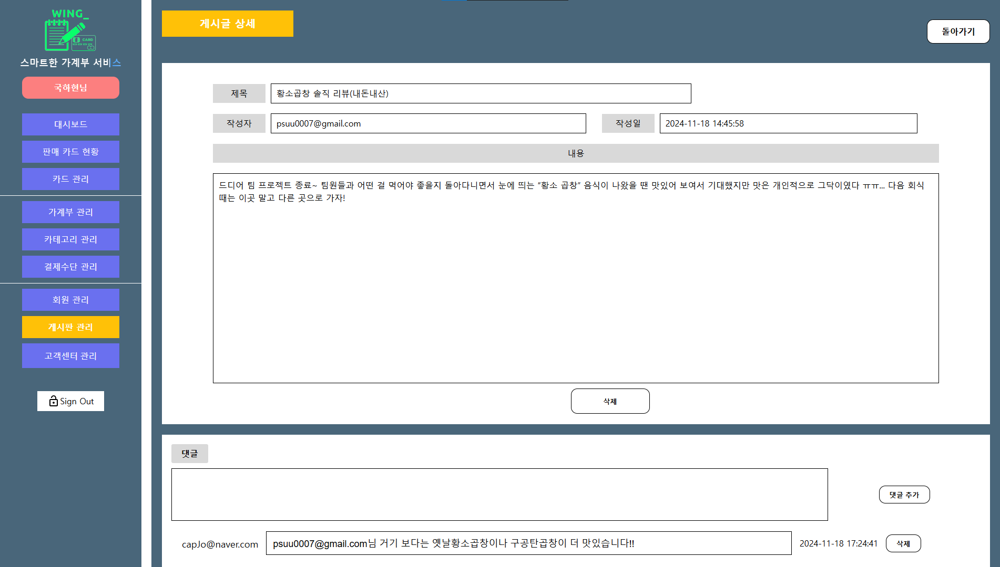 WING_
CARD
스마트한 가계부 서비스
국하현님
대시보드
판매 카드 현황
카드 관리
가계부 관리
카테고리 관리
결제수단 관리
회원 관리
게시판 관리
고객센터 관리
Sign Out
게시글 상세
돌아가기
제목 황소곱창 솔직 리뷰(내돈내산)
작성자 psuu0007@gmail.com 작성일 2024-11-18 14:45:58
내용
드디어 팀 프로젝트 종료~ 팀원들과 어떤 걸 먹어야 좋을지 돌아다니면서 눈에 띄는 “황소 곱창” 음식이 나왔을 땐 맛있어 보여서 기대했지만 맛은 개인적으로 그닥이였다 ㅠㅠ... 다음 회식
때는 이곳 말고 다른 곳으로 가자!
삭제
댓글
댓글 추가
capJo@naver.com psuu0007@gmail.com님 거기 보다는 옛날황소곱창이나 구공탄곱창이 더 맛있습니다!! 2024-11-18 17:24:41 삭제